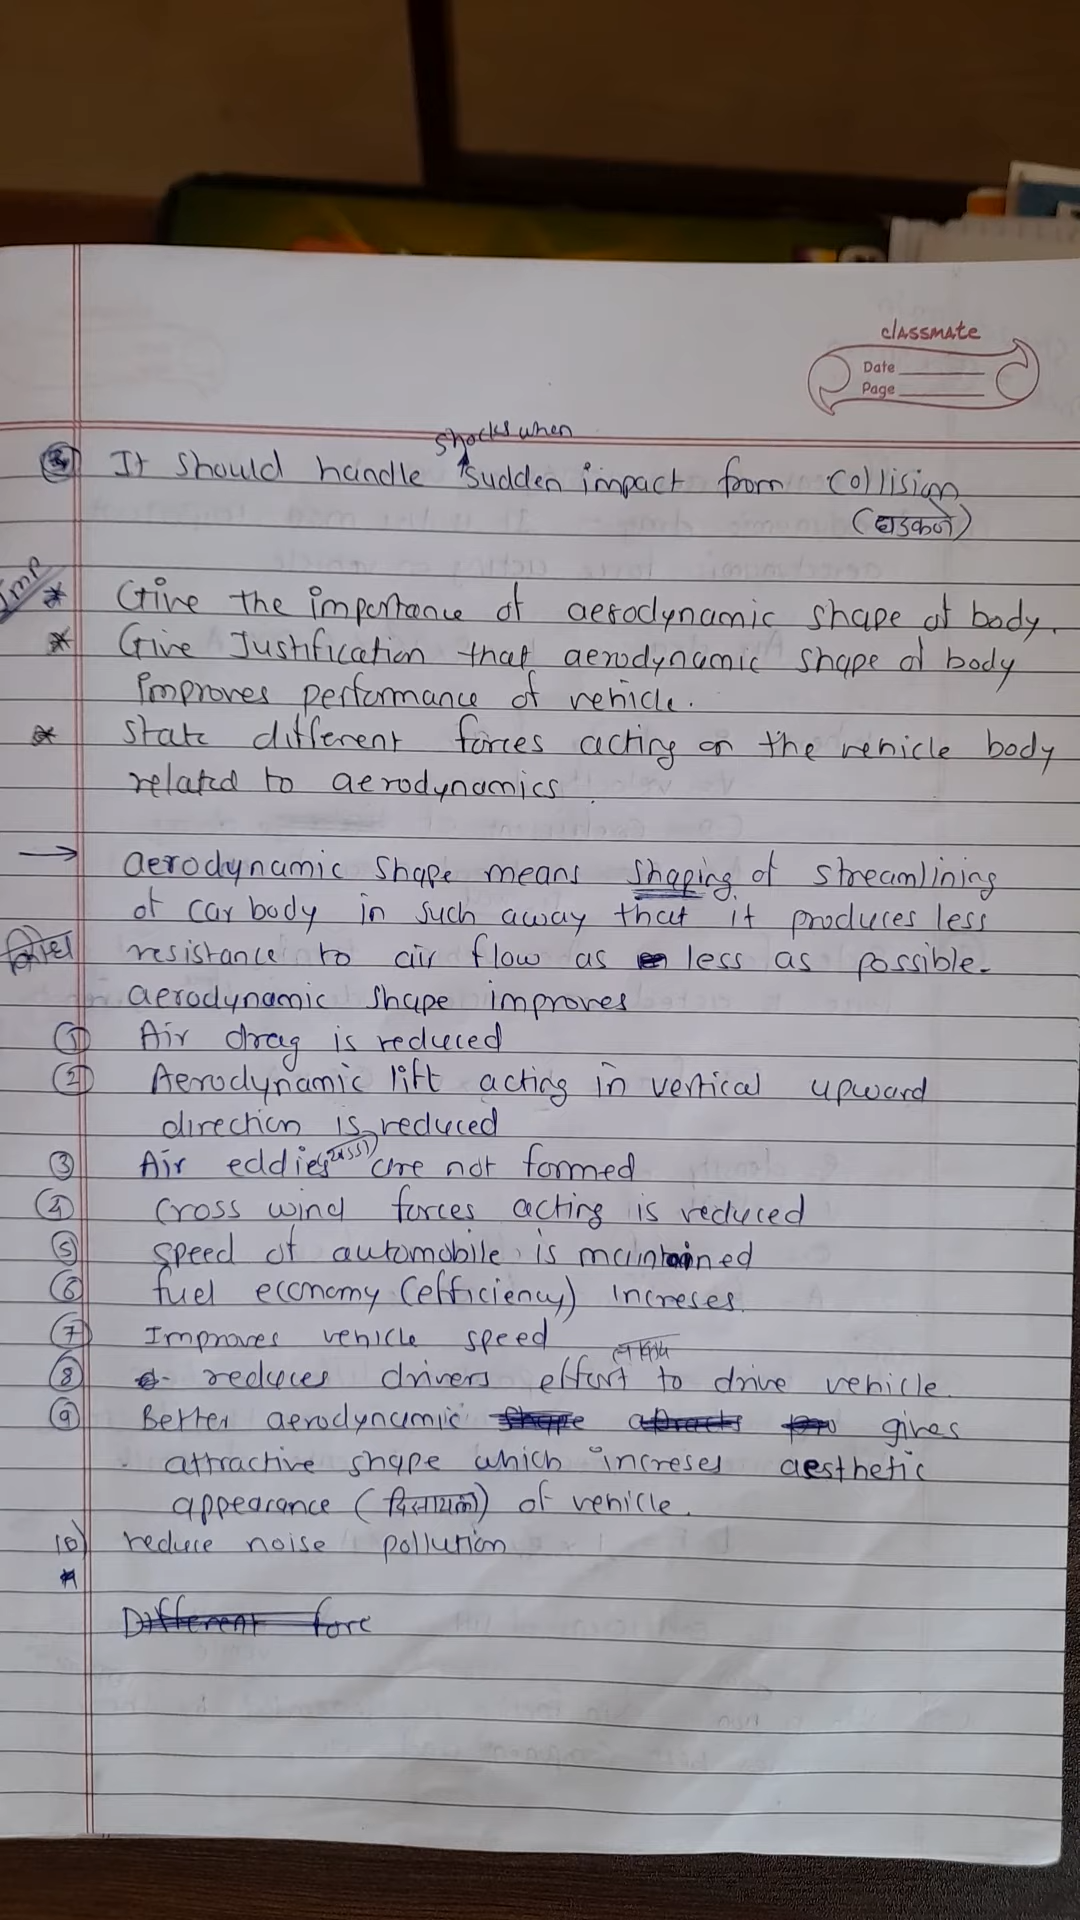 classmate
Date
Page
③ It should handle shocks when sudden impact from collision
(धडकने)
Imp
* Give the importance of aerodynamic shape of body.
* Give Justification that aerodynamic shape of body
improves performance of vehicle.
* State different forces acting on the vehicle body
related to aerodynamics
→ aerodynamic shape means shaping of streamlining
of car body in such away that it produces less
resistance to air flow as less as possible.
aerodynamic shape improves
① Air drag is reduced
② Aerodynamic lift acting in vertical upward
direction is reduced
③ Air eddies are not formed
④ cross wind forces acting is reduced
⑤ speed of automobile is maintained
⑥ fuel economy (efficiency) increses.
⑦ Improves vehicle speed
⑧ reduces drivers effort to drive vehicle.
⑨ Better aerodynamic shape gives
attractive shape which increses aesthetic
appearance of vehicle.
10) reduce noise pollution
*
Different forc